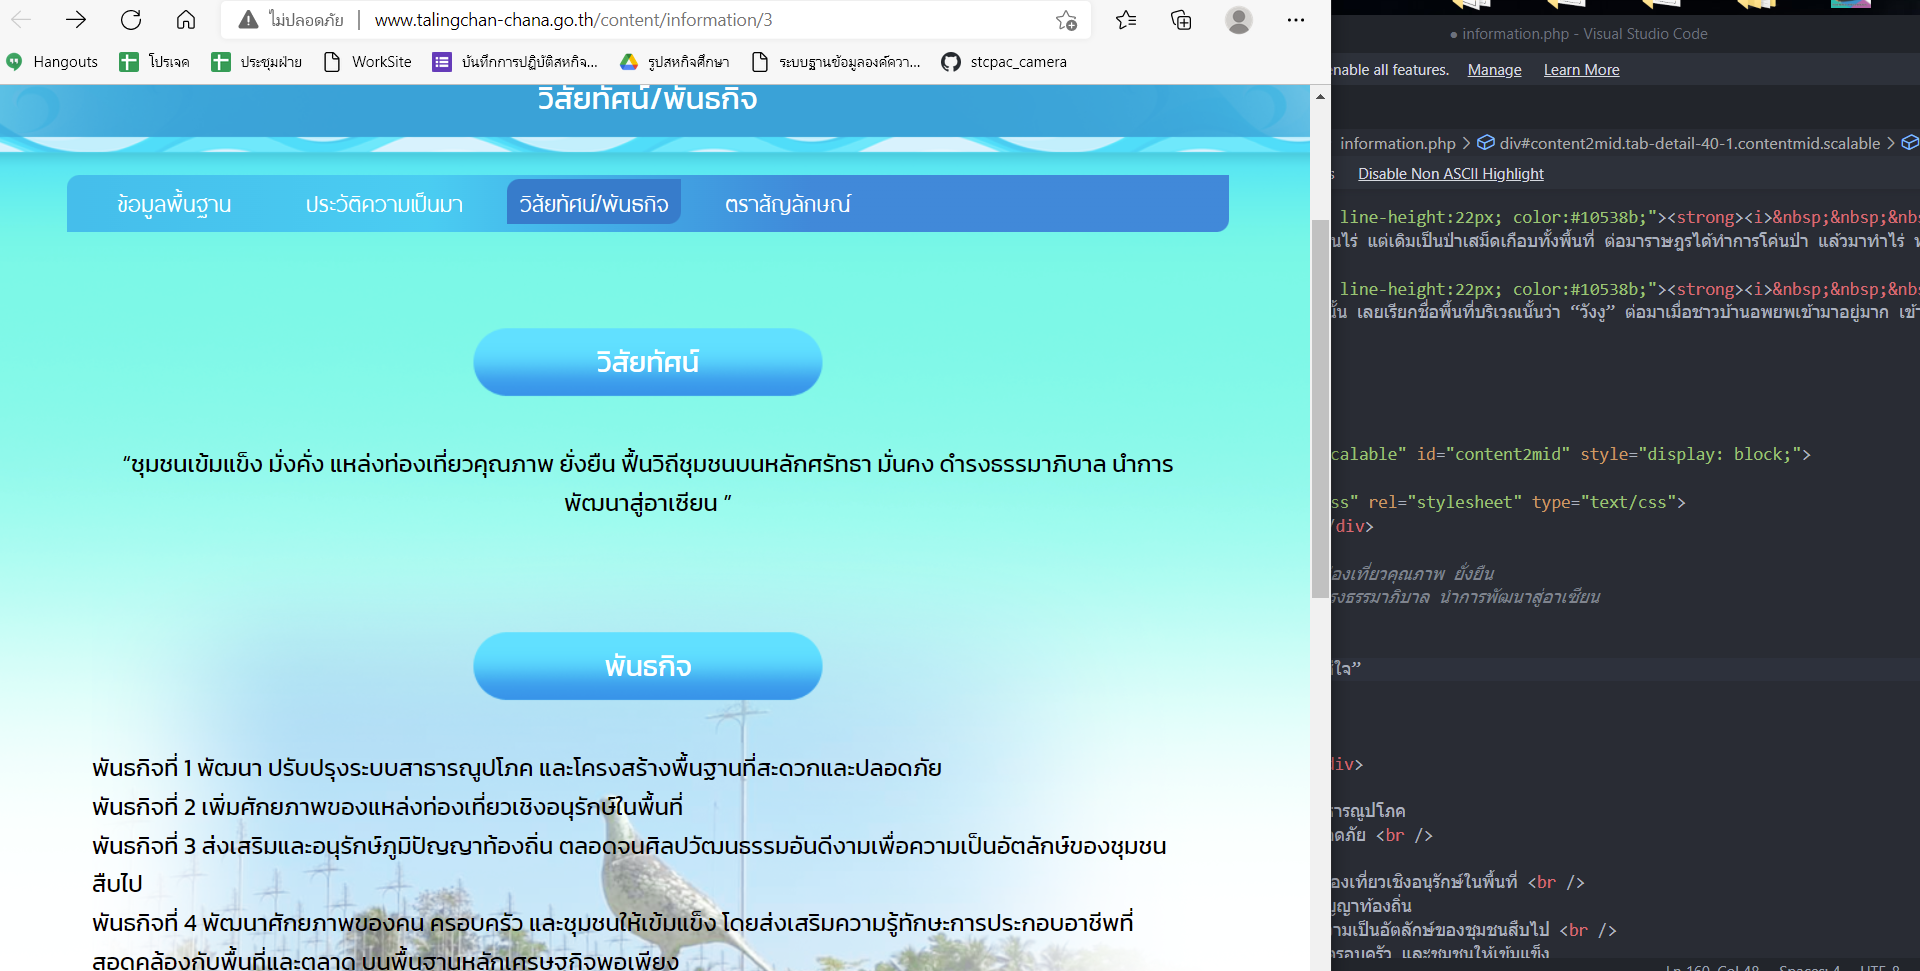 ไม่ปลอดภัย | www.talingchan-chana.go.th/content/information/3
Hangouts โปรเจค ประชุมฝ่าย WorkSite บันทึกการปฏิบัติสหกิจ... รูปสหกิจศึกษา ระบบฐานข้อมูลองค์ควา... stcpac_camera
วิสัยทัศน์/พันธกิจ
ข้อมูลพื้นฐาน ประวัติความเป็นมา วิสัยทัศน์/พันธกิจ ตราสัญลักษณ์
วิสัยทัศน์
“ชุมชนเข้มแข็ง มั่งคั่ง แหล่งท่องเที่ยวคุณภาพ ยั่งยืน ฟื้นวิถีชุมชนบนหลักศรัทธา มั่นคง ดำรงธรรมาภิบาล นำการ
พัฒนาสู่อาเซียน ”
พันธกิจ
พันธกิจที่ 1 พัฒนา ปรับปรุงระบบสาธารณูปโภค และโครงสร้างพื้นฐานที่สะดวกและปลอดภัย
พันธกิจที่ 2 เพิ่มศักยภาพของแหล่งท่องเที่ยวเชิงอนุรักษ์ในพื้นที่
พันธกิจที่ 3 ส่งเสริมและอนุรักษ์ภูมิปัญญาท้องถิ่น ตลอดจนศิลปวัฒนธรรมอันดีงามเพื่อความเป็นอัตลักษ์ของชุมชน
สืบไป
พันธกิจที่ 4 พัฒนาศักยภาพของคน ครอบครัว และชุมชนให้เข้มแข็ง โดยส่งเสริมความรู้ทักษะการประกอบอาชีพที่
สอดคล้องกับพื้นที่และตลาด บนพื้นฐานหลักเศรษฐกิจพอเพียง
● information.php - Visual Studio Code
nable all features. Manage Learn More
information.php > div#content2mid.tab-detail-40-1.contentmid.scalable >
Disable Non ASCII Highlight
line-height:22px; color:#10538b;"><strong><i>&nbsp;&nbsp;&nbs
นไร่ แต่เดิมเป็นป่าเสม็ดเกือบทั้งพื้นที่ ต่อมาราษฎรได้ทำการโค่นป่า แล้วมาทำไร่
line-height:22px; color:#10538b;"><strong><i>&nbsp;&nbsp;&nbs
นั้น เลยเรียกชื่อพื้นที่บริเวณนั้นว่า “วังงู” ต่อมาเมื่อชาวบ้านอพยพเข้ามาอยู่มาก เข้า
calable" id="content2mid" style="display: block;">
ss" rel="stylesheet" type="text/css">
/div>
องเที่ยวคุณภาพ ยั่งยืน
รงธรรมาภิบาล นำการพัฒนาสู่อาเซียน
ใจ”
div>
ารณูปโภค
ดภัย <br />
องเที่ยวเชิงอนุรักษ์ในพื้นที่ <br />
ญญาท้องถิ่น
ามเป็นอัตลักษ์ของชุมชนสืบไป <br />
ครอบครัว และชุมชนให้เข้มแข็ง